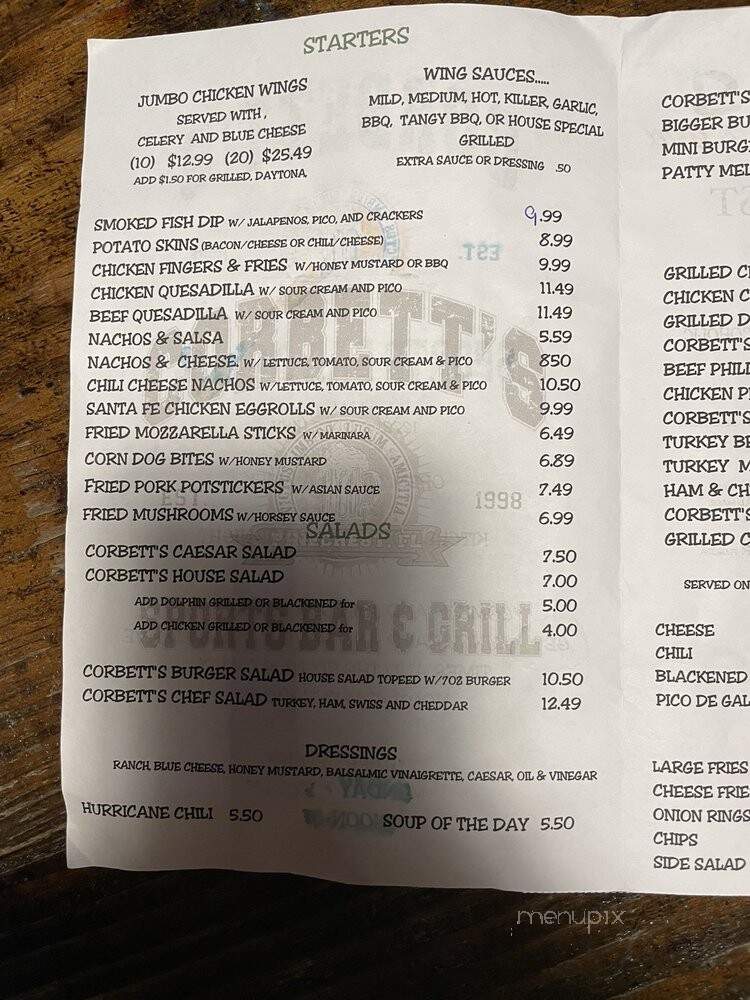 STARTERS
JUMBO CHICKEN WINGS
SERVED WITH,
CELERY AND BLUE CHEESE
(10) $12.99 (20) $25.49
ADD $1.50 FOR GRILLED, DAYTONA
WING SAUCES.....
MILD, MEDIUM, HOT, KILLER, GARLIC,
BBQ, TANGY BBQ, OR HOUSE SPECIAL
GRILLED
EXTRA SAUCE OR DRESSING .50
SMOKED FISH DIP W/ JALAPENOS, PICO, AND CRACKERS 9.99
POTATO SKINS (BACON/CHEESE OR CHILI/CHEESE) 8.99
CHICKEN FINGERS & FRIES W/HONEY MUSTARD OR BBQ 9.99
CHICKEN QUESADILLA W/ SOUR CREAM AND PICO 11.49
BEEF QUESADILLA W/ SOUR CREAM AND PICO 11.49
NACHOS & SALSA 5.59
NACHOS & CHEESE, W/ LETTUCE, TOMATO, SOUR CREAM & PICO 850
CHILI CHEESE NACHOS W/LETTUCE, TOMATO, SOUR CREAM & PICO 10.50
SANTA FE CHICKEN EGGROLLS W/ SOUR CREAM AND PICO 9.99
FRIED MOZZARELLA STICKS W/ MARINARA 6.49
CORN DOG BITES W/HONEY MUSTARD 6.89
FRIED PORK POTSTICKERS W/ASIAN SAUCE 7.49
FRIED MUSHROOMS W/HORSEY SAUCE 6.99
SALADS
CORBETT'S CAESAR SALAD 7.50
CORBETT'S HOUSE SALAD 7.00
ADD DOLPHIN GRILLED OR BLACKENED for 5.00
ADD CHICKEN GRILLED OR BLACKENED for 4.00
CORBETT'S BURGER SALAD HOUSE SALAD TOPEED W/7OZ BURGER 10.50
CORBETT'S CHEF SALAD TURKEY, HAM, SWISS AND CHEDDAR 12.49
DRESSINGS
RANCH, BLUE CHEESE, HONEY MUSTARD, BALSALMIC VINAIGRETTE, CAESAR, OIL & VINEGAR
HURRICANE CHILI 5.50
SOUP OF THE DAY 5.50
CORBETT'S
EST. 1998
SPORTS BAR & GRILL
CORBETT'S
BIGGER BU
MINI BURG
PATTY MEL
GRILLED C
CHICKEN C
GRILLED D
CORBETT'S
BEEF PHIL
CHICKEN P
CORBETT'S
TURKEY B
TURKEY M
HAM & CH
CORBETT'S
GRILLED C
SERVED ON
CHEESE
CHILI
BLACKENED
PICO DE GAL
LARGE FRIES
CHEESE FRIE
ONION RINGS
CHIPS
SIDE SALAD
menupix